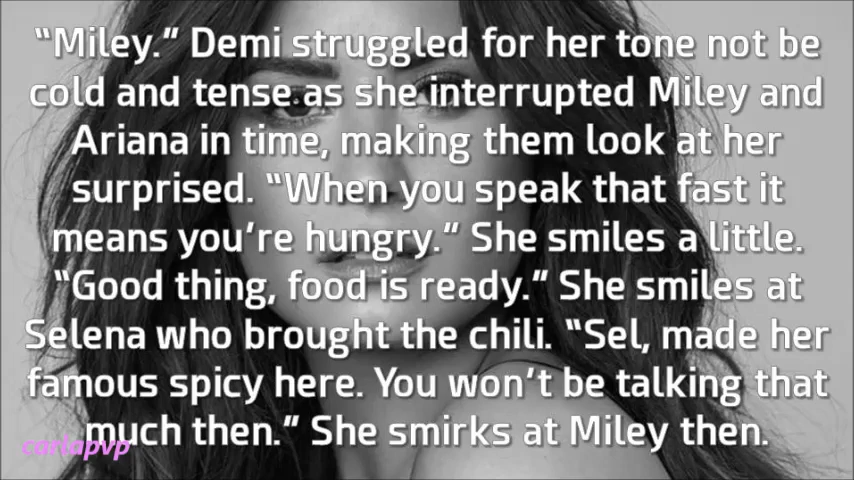 “Miley.” Demi struggled for her tone not be
cold and tense as she interrupted Miley and
Ariana in time, making them look at her
surprised. “When you speak that fast it
means you’re hungry.” She smiles a little.
“Good thing, food is ready.” She smiles at
Selena who brought the chili. “Sel, made her
famous spicy here. You won’t be talking that
much then.” She smirks at Miley then.
carlapvp